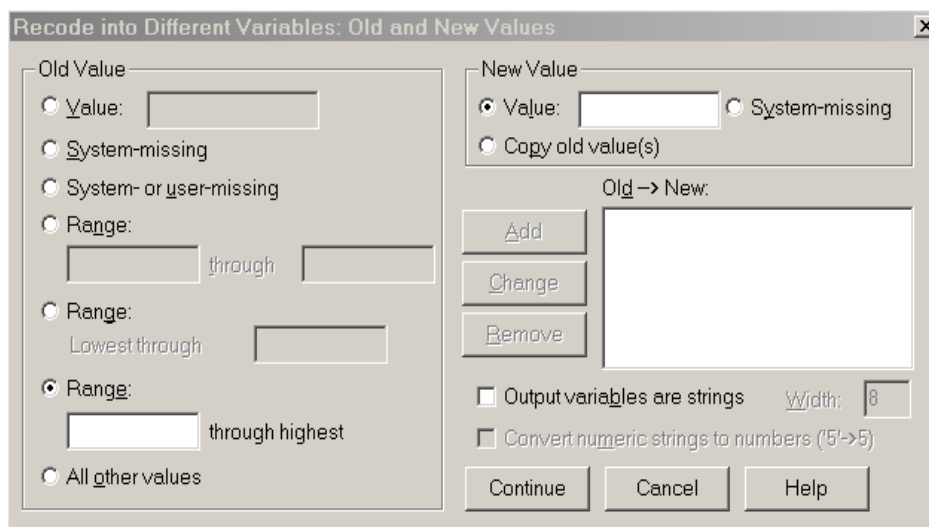 Recode into Different Variables: Old and New Values
Old Value
Value:
System-missing
System- or user-missing
Range:
through
Range:
Lowest through
Range:
through highest
All other values
New Value
Value:
System-missing
Copy old value(s)
Old --> New:
Add
Change
Remove
Output variables are strings
Width:
8
Convert numeric strings to numbers ('5'->5)
Continue
Cancel
Help